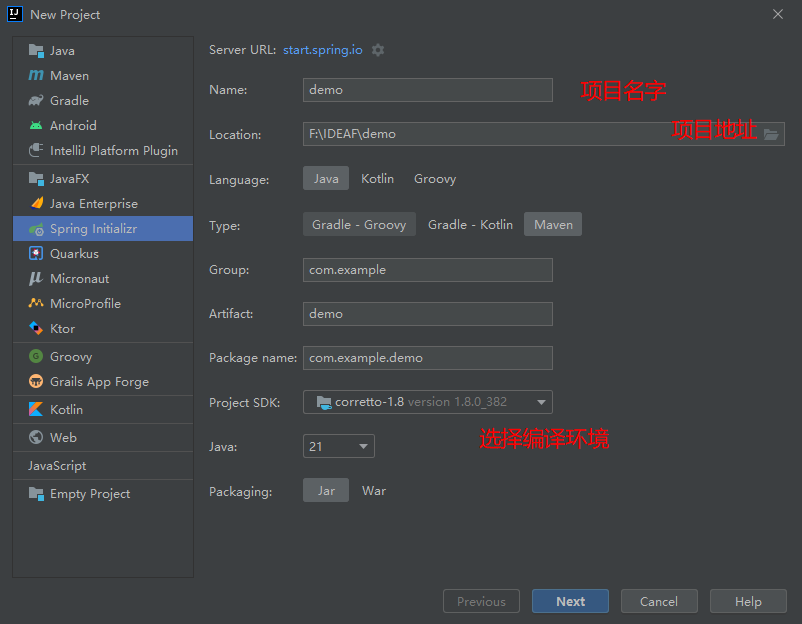 New Project
Java
Maven
Gradle
Android
IntelliJ Platform Plugin
JavaFX
Java Enterprise
Spring Initializr
Quarkus
Micronaut
MicroProfile
Ktor
Groovy
Grails App Forge
Kotlin
Web
JavaScript
Empty Project
Server URL: start.spring.io
Name: demo 项目名字
Location: F:\IDEAF\demo 项目地址
Language: Java Kotlin Groovy
Type: Gradle - Groovy Gradle - Kotlin Maven
Group: com.example
Artifact: demo
Package name: com.example.demo
Project SDK: corretto-1.8 version 1.8.0_382
选择编译环境
Java: 21
Packaging: Jar War
Previous Next Cancel Help